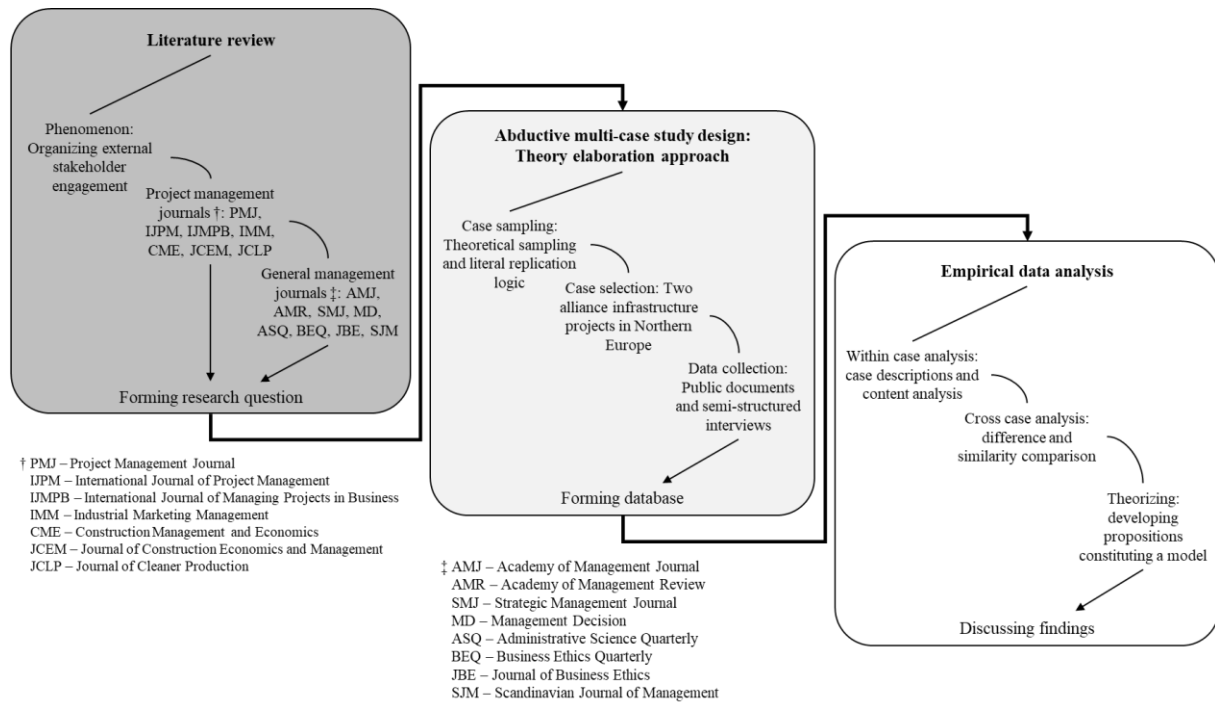 Literature review
Phenomenon:
Organizing external
stakeholder
engagement
Project management
journals †: PMJ,
IJPM, IJMPB, IMM,
CME, JCEM, JCLP
General management
journals ‡: AMJ,
AMR, SMJ, MD,
ASQ, BEQ, JBE, SJM
Forming research question
† PMJ – Project Management Journal
IJPM – International Journal of Project Management
IJMPB – International Journal of Managing Projects in Business
IMM – Industrial Marketing Management
CME – Construction Management and Economics
JCEM – Journal of Construction Economics and Management
JCLP – Journal of Cleaner Production
Abductive multi-case study design:
Theory elaboration approach
Case sampling:
Theoretical sampling
and literal replication
logic
Case selection: Two
alliance infrastructure
projects in Northern
Europe
Data collection:
Public documents
and semi-structured
interviews
Forming database
‡ AMJ – Academy of Management Journal
AMR – Academy of Management Review
SMJ – Strategic Management Journal
MD – Management Decision
ASQ – Administrative Science Quarterly
BEQ – Business Ethics Quarterly
JBE – Journal of Business Ethics
SJM – Scandinavian Journal of Management
Empirical data analysis
Within case analysis:
case descriptions and
content analysis
Cross case analysis:
difference and
similarity comparison
Theorizing:
developing
propositions
constituting a model
Discussing findings